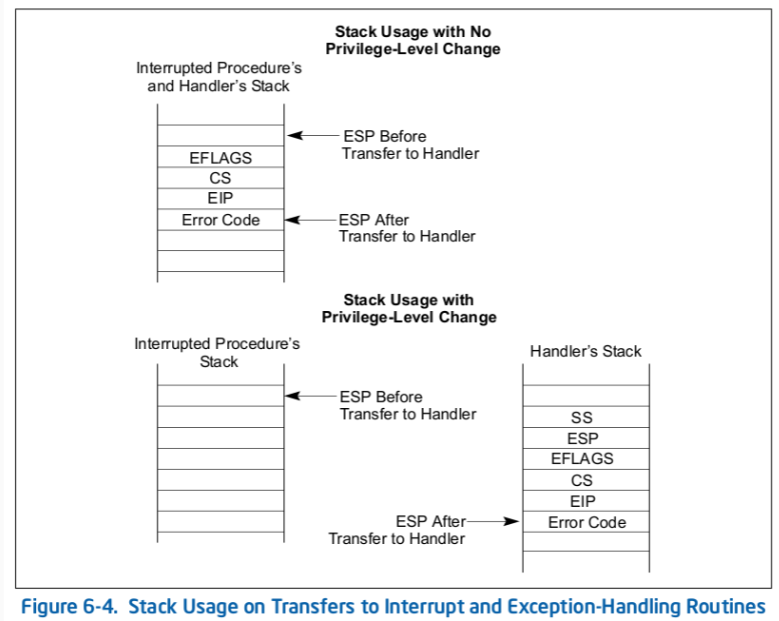 Stack Usage with No
Privilege-Level Change
Interrupted Procedure's
and Handler's Stack
ESP Before
Transfer to Handler
EFLAGS
CS
EIP
Error Code
ESP After
Transfer to Handler
Stack Usage with
Privilege-Level Change
Interrupted Procedure's
Stack
Handler's Stack
ESP Before
Transfer to Handler
SS
ESP
EFLAGS
CS
EIP
Error Code
ESP After
Transfer to Handler
Figure 6-4. Stack Usage on Transfers to Interrupt and Exception-Handling Routines